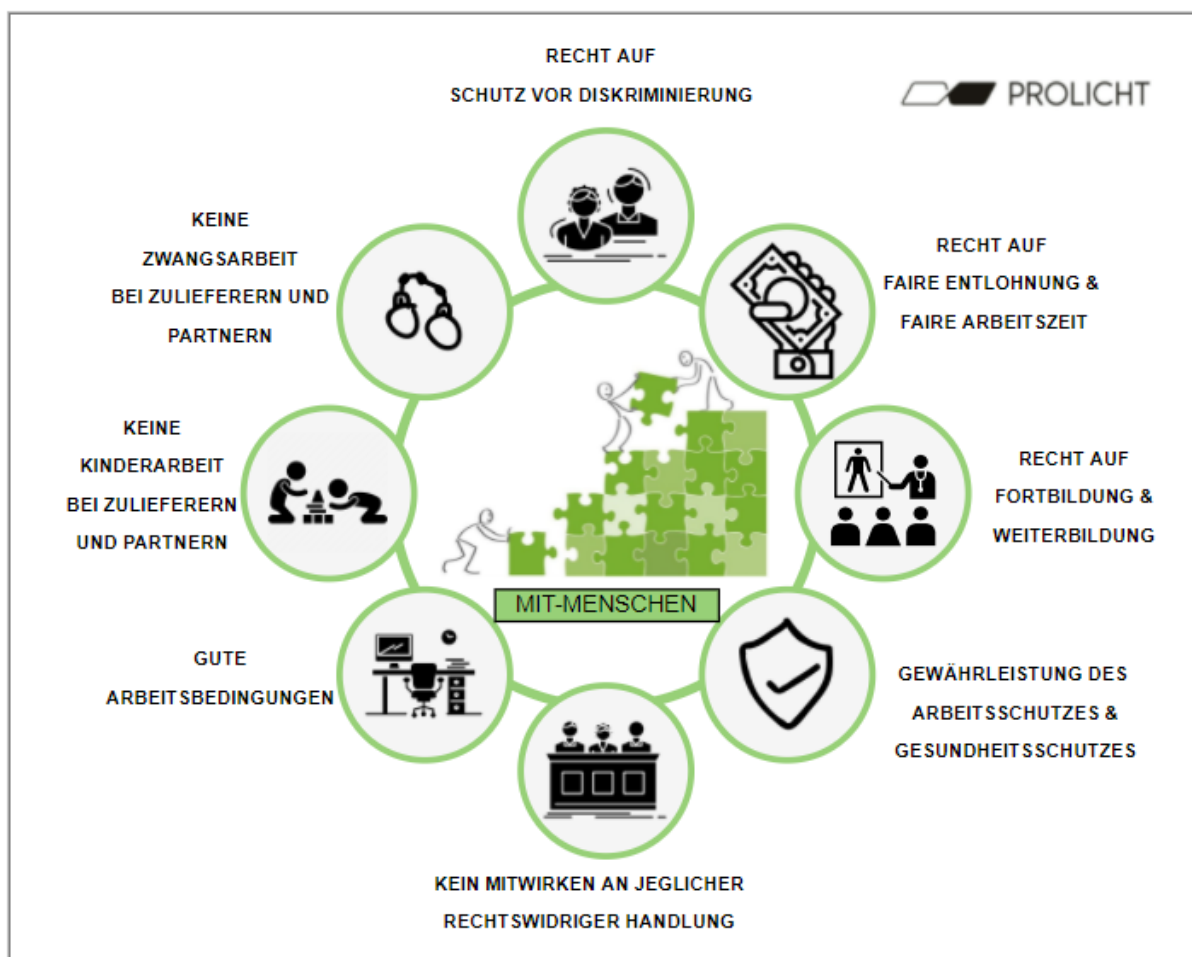 RECHT AUF
SCHUTZ VOR DISKRIMINIERUNG
PROLICHT
RECHT AUF
FAIRE ENTLOHNUNG &
FAIRE ARBEITSZEIT
RECHT AUF
FORTBILDUNG &
WEITERBILDUNG
GEWÄHRLEISTUNG DES
ARBEITSSCHUTZES &
GESUNDHEITSSCHUTZES
KEIN MITWIRKEN AN JEGLICHER
RECHTSWIDRIGER HANDLUNG
GUTE
ARBEITSBEDINGUNGEN
KEINE
KINDERARBEIT
BEI ZULIEFERERN
UND PARTNERN
KEINE
ZWANGSARBEIT
BEI ZULIEFERERN UND
PARTNERN
MIT-MENSCHEN